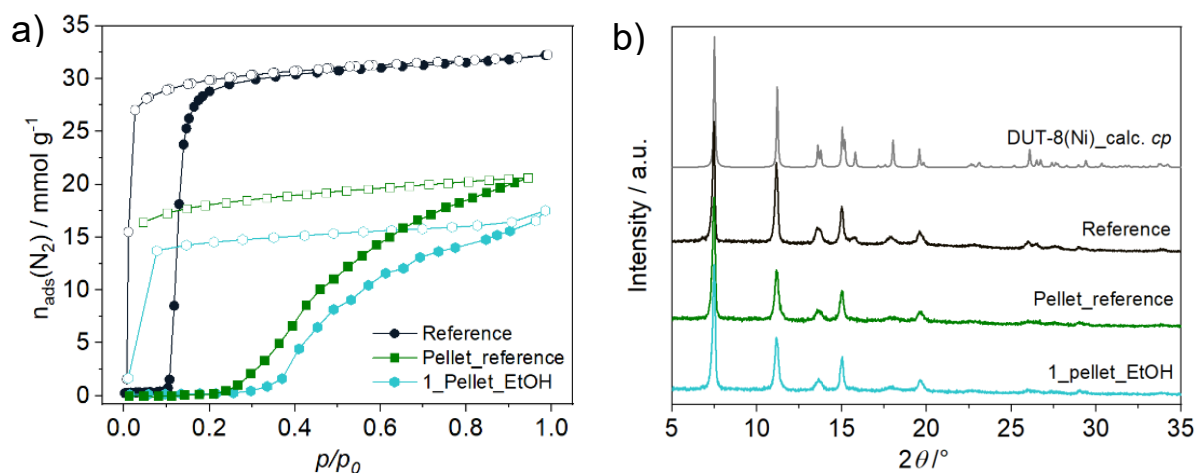 a)
35
30
25
20
15
10
5
0
n_ads(N₂) / mmol g⁻¹
Reference
Pellet_reference
1_Pellet_EtOH
0.0 0.2 0.4 0.6 0.8 1.0
p/p₀
b)
Intensity / a.u.
DUT-8(Ni)_calc. cp
Reference
Pellet_reference
1_pellet_EtOH
5 10 15 20 25 30 35
2θ/°